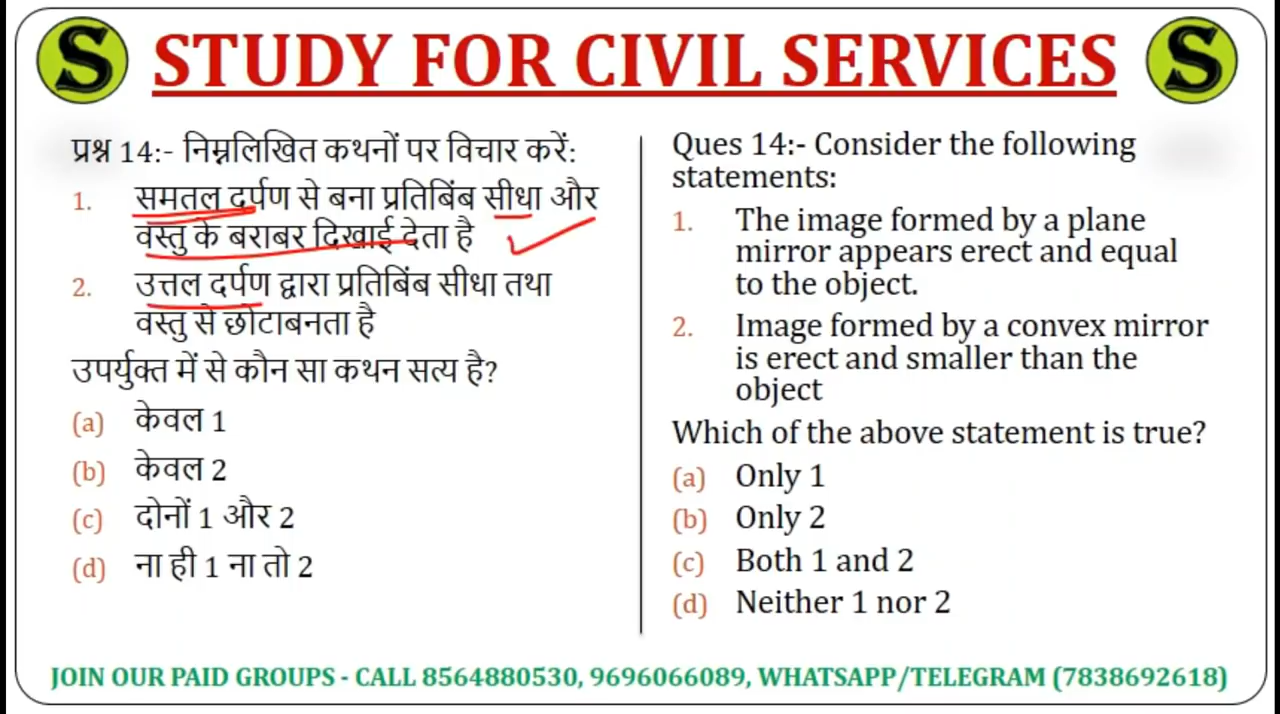 S STUDY FOR CIVIL SERVICES S
प्रश्न 14:- निम्नलिखित कथनों पर विचार करें:
1. समतल दर्पण से बना प्रतिबिंब सीधा और
वस्तु के बराबर दिखाई देता है
2. उत्तल दर्पण द्वारा प्रतिबिंब सीधा तथा
वस्तु से छोटाबनता है
उपर्युक्त में से कौन सा कथन सत्य है?
(a) केवल 1
(b) केवल 2
(c) दोनों 1 और 2
(d) ना ही 1 ना तो 2
Ques 14:- Consider the following
statements:
1. The image formed by a plane
mirror appears erect and equal
to the object.
2. Image formed by a convex mirror
is erect and smaller than the
object
Which of the above statement is true?
(a) Only 1
(b) Only 2
(c) Both 1 and 2
(d) Neither 1 nor 2
JOIN OUR PAID GROUPS - CALL 8564880530, 9696066089, WHATSAPP/TELEGRAM (7838692618)